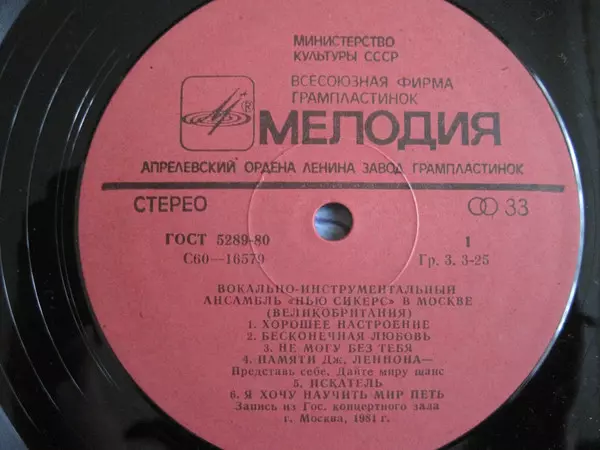 МИНИСТЕРСТВО
КУЛЬТУРЫ СССР
ВСЕСОЮЗНАЯ ФИРМА
ГРАМПЛАСТИНОК
®
МЕЛОДИЯ
АПРЕЛЕВСКИЙ ОРДЕНА ЛЕНИНА ЗАВОД ГРАМПЛАСТИНОК
СТЕРЕО 33
ГОСТ 5289-80 1
С60—16579 Гр. 3. 3-25
ВОКАЛЬНО-ИНСТРУМЕНТАЛЬНЫЙ
АНСАМБЛЬ «НЬЮ СИКЕРС» В МОСКВЕ
(ВЕЛИКОБРИТАНИЯ)
1. ХОРОШЕЕ НАСТРОЕНИЕ
2. БЕСКОНЕЧНАЯ ЛЮБОВЬ
3. НЕ МОГУ БЕЗ ТЕБЯ
4. ПАМЯТИ Дж. ЛЕННОНА—
Представь себе. Дайте миру шанс
5. ИСКАТЕЛЬ
6. Я ХОЧУ НАУЧИТЬ МИР ПЕТЬ
Запись из Гос. концертного зала
г. Москва, 1981 г.